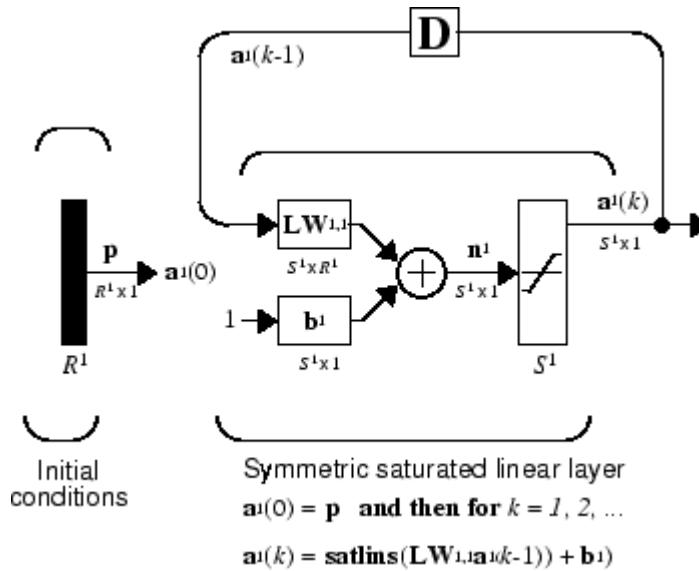 D
a¹(k-1)
a¹(k)
LW1,1
n¹
S¹x1
p
a¹(0)
S¹xR¹
S¹x1
R¹x1
1
b¹
R¹
S¹x1
S¹
Initial
conditions
Symmetric saturated linear layer
a¹(0) = p and then for k = 1, 2, ...
a¹(k) = satlins(LW1,1a¹(k-1)) + b¹)